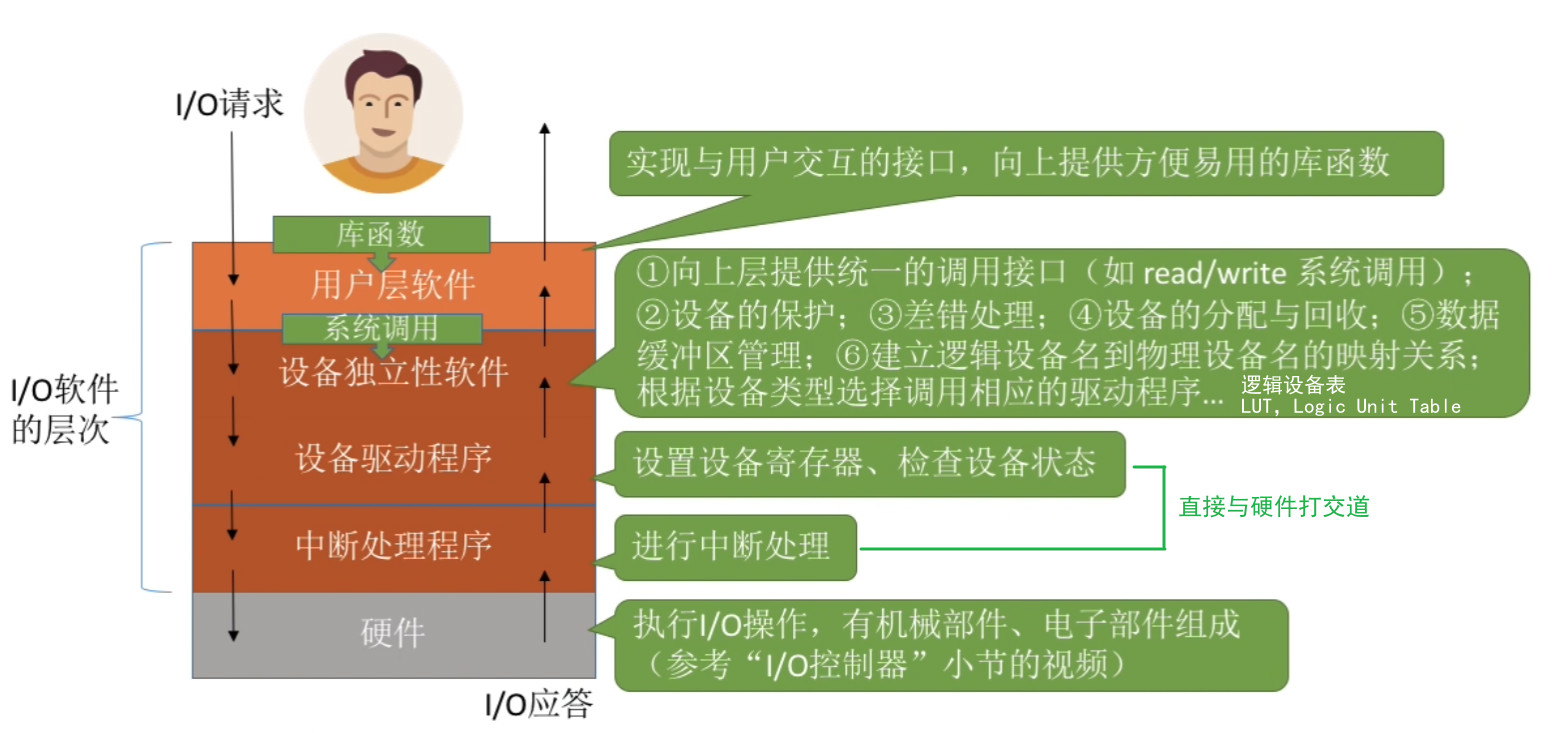 I/O请求
实现与用户交互的接口，向上提供方便易用的库函数
库函数
用户层软件
系统调用
设备独立性软件
①向上层提供统一的调用接口（如 read/write 系统调用）；
②设备的保护；③差错处理；④设备的分配与回收；⑤数据
缓冲区管理；⑥建立逻辑设备名到物理设备名的映射关系；
根据设备类型选择调用相应的驱动程序...
逻辑设备表
LUT, Logic Unit Table
I/O软件
的层次
设备驱动程序
设置设备寄存器、检查设备状态
直接与硬件打交道
中断处理程序
进行中断处理
硬件
执行I/O操作，有机械部件、电子部件组成
（参考“I/O控制器”小节的视频）
I/O应答